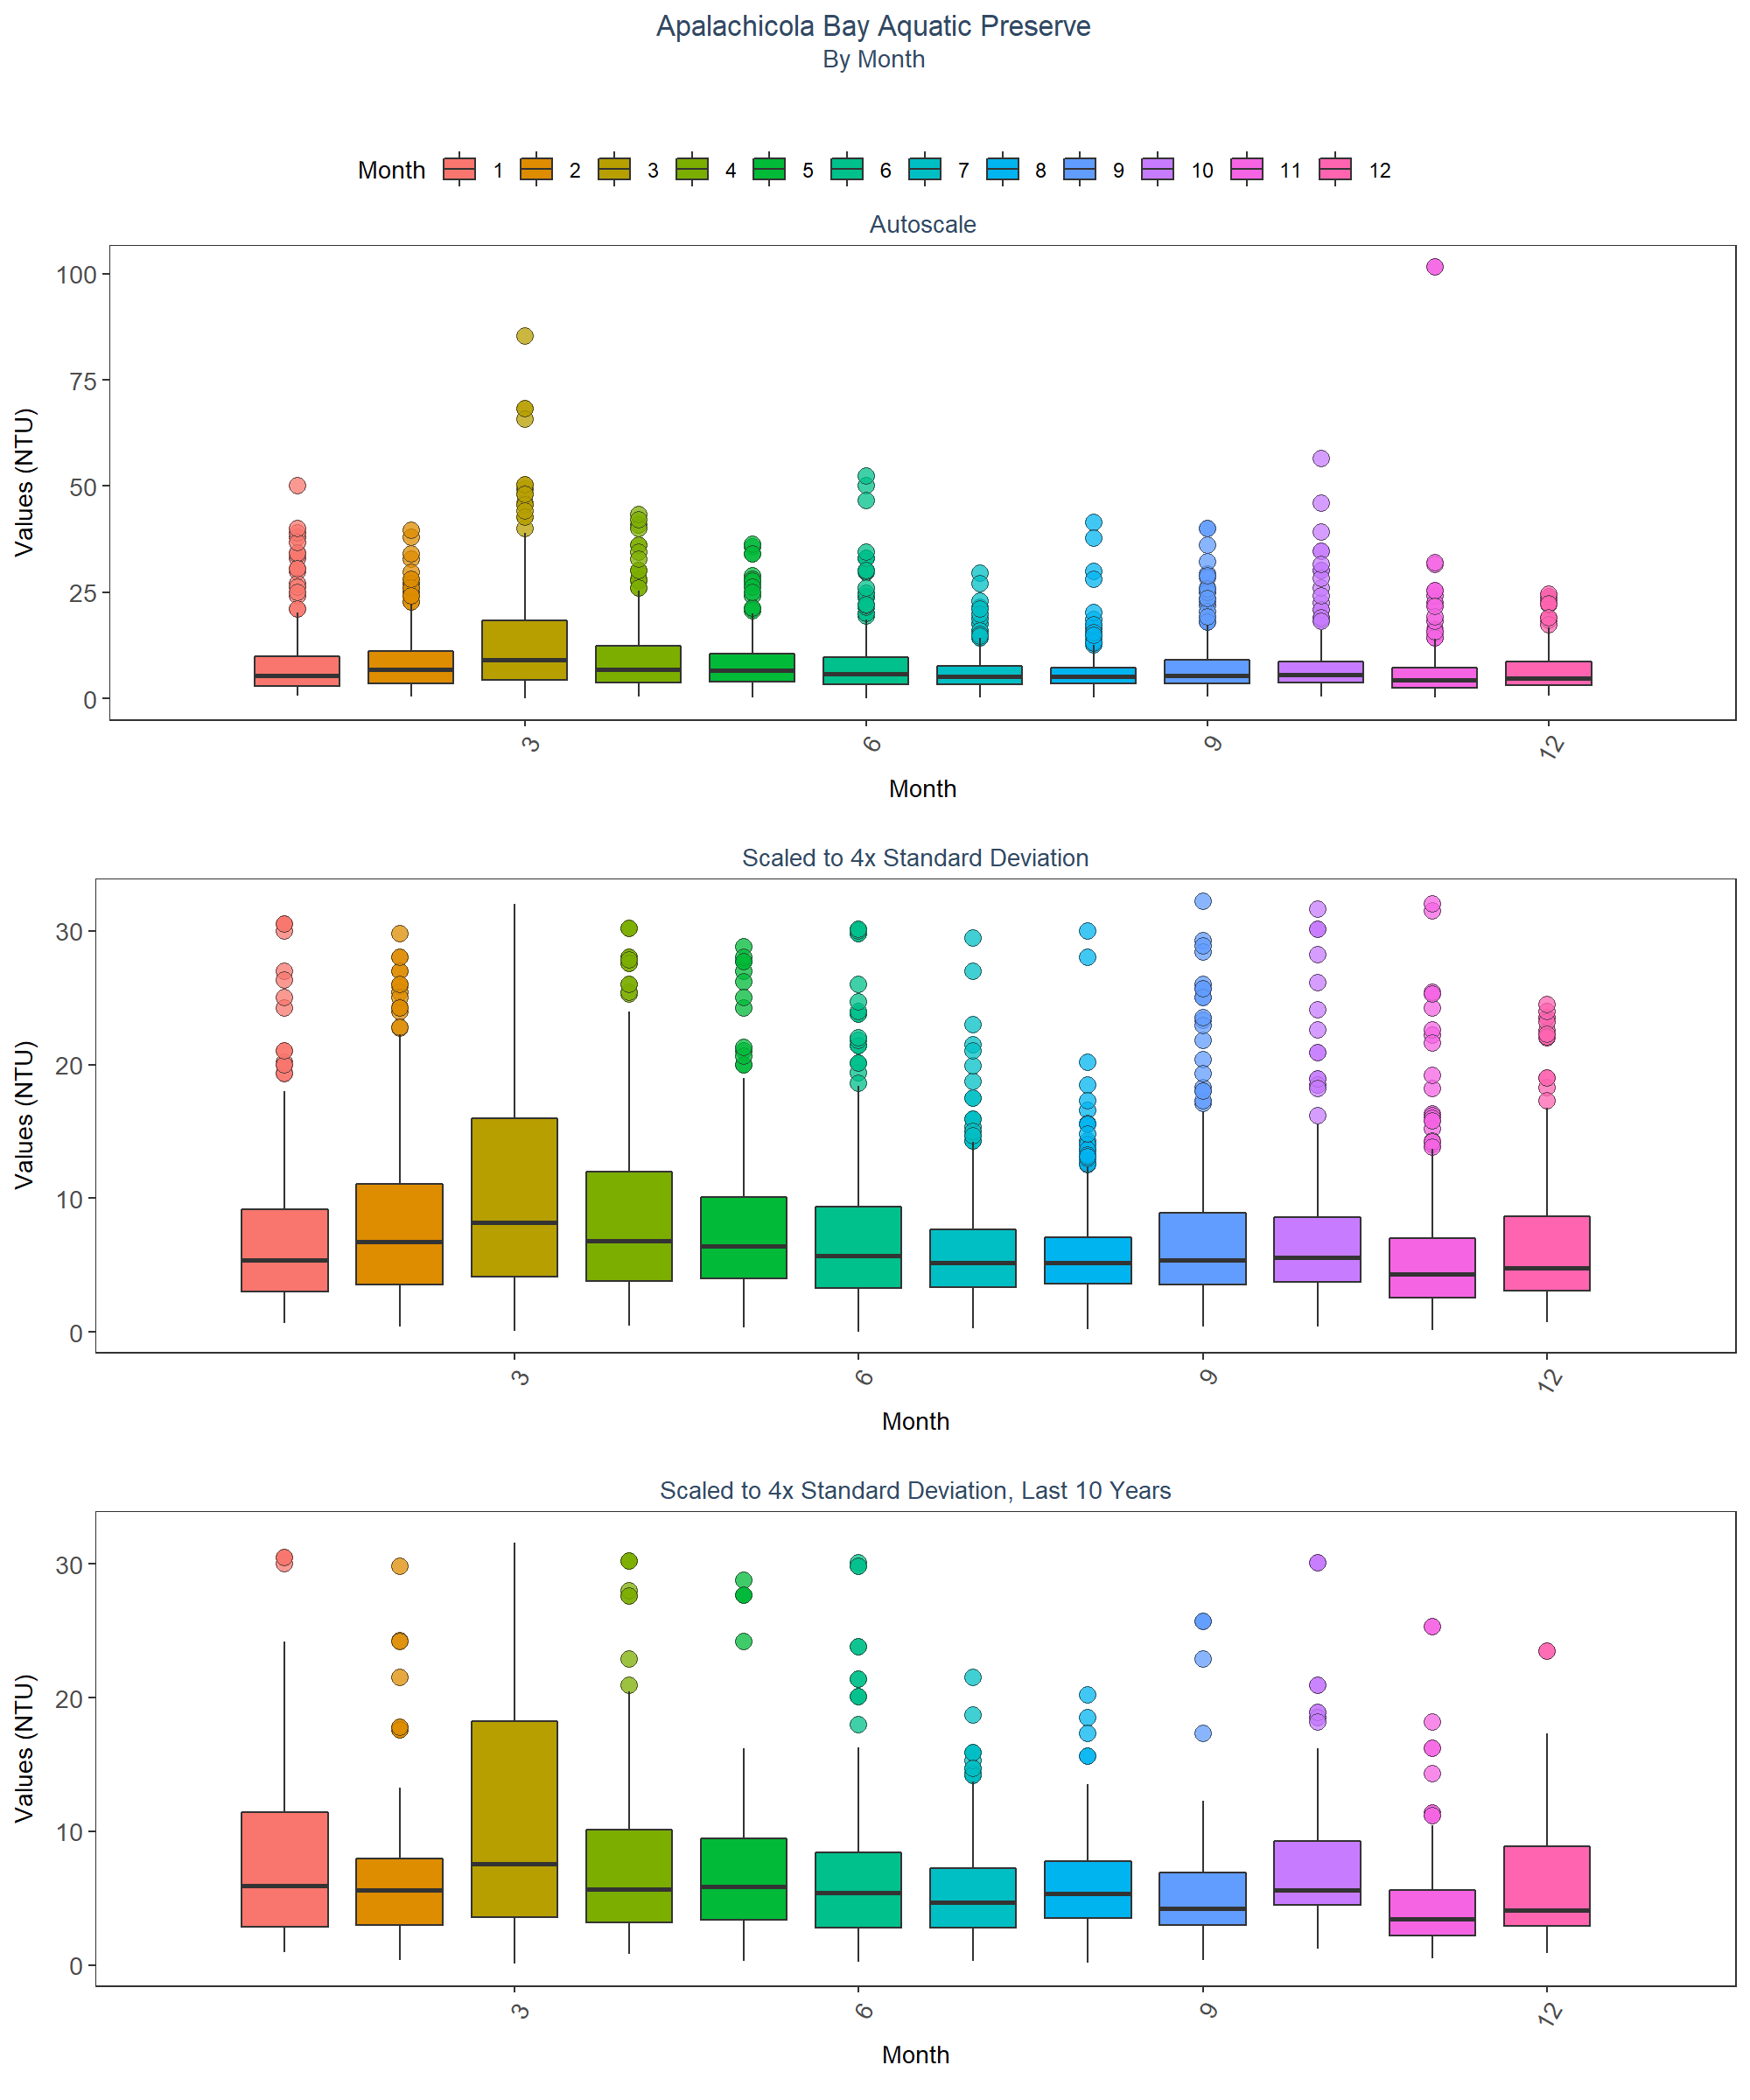 Apalachicola Bay Aquatic Preserve
By Month
Month 1 2 3 4 5 6 7 8 9 10 11 12
Autoscale
Values (NTU)
100
75
50
25
0
3 6 9 12
Month
Scaled to 4x Standard Deviation
Values (NTU)
30
20
10
0
3 6 9 12
Month
Scaled to 4x Standard Deviation, Last 10 Years
Values (NTU)
30
20
10
0
3 6 9 12
Month